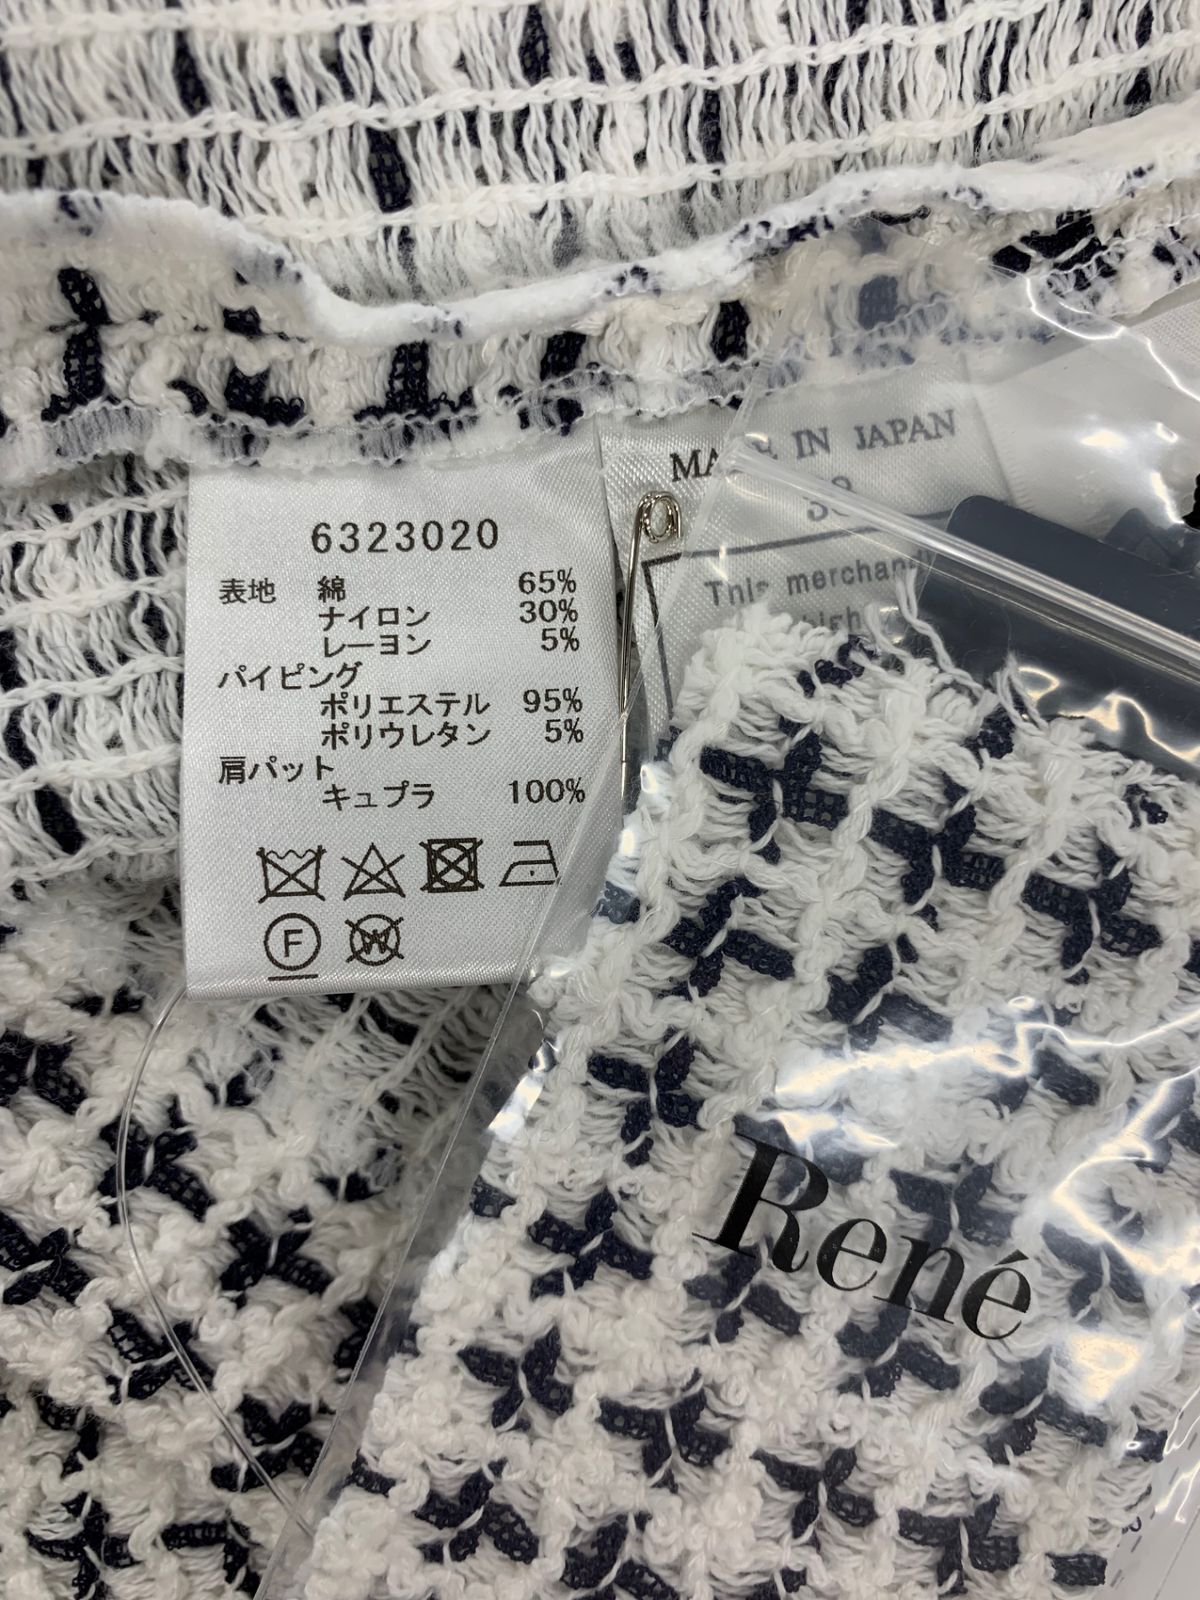 6323020
表地 綿 65%
ナイロン 30%
レーヨン 5%
パイピング
ポリエステル 95%
ポリウレタン 5%
肩パット
キュプラ 100%
F
W
MADE IN JAPAN
38
This
René